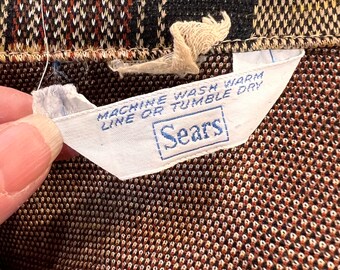 MACHINE WASH WARM
LINE OR TUMBLE DRY
Sears